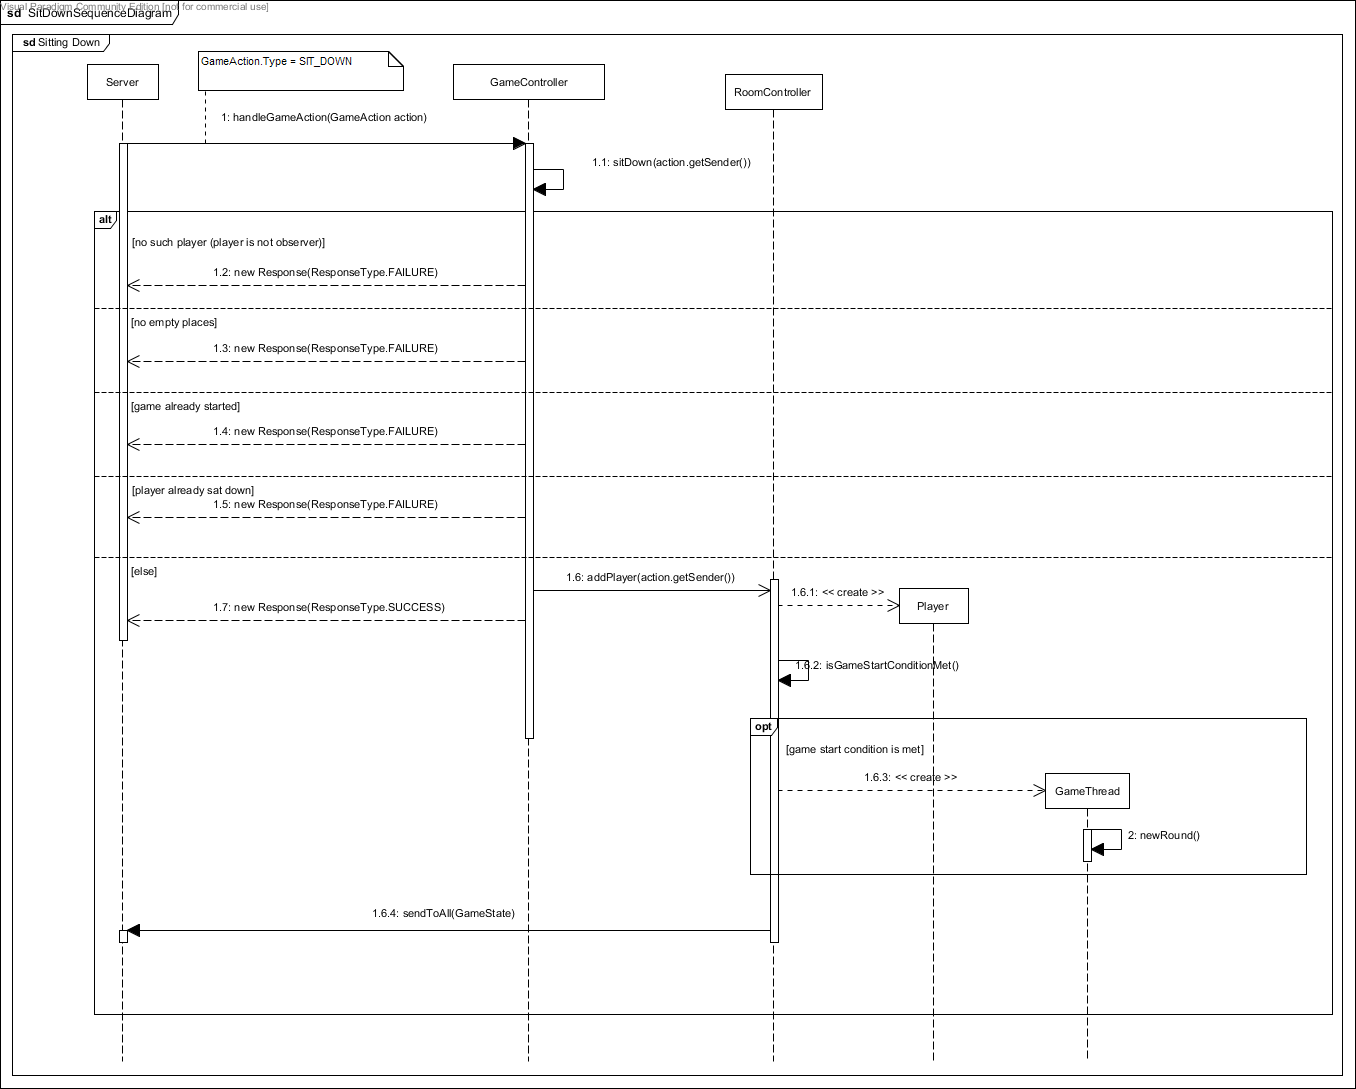 Visual Paradigm Community Edition [not for commercial use]
sd SitDownSequenceDiagram
sd Sitting Down
GameAction.Type = SIT_DOWN
Server
GameController
RoomController
1: handleGameAction(GameAction action)
1.1: sitDown(action.getSender())
alt
[no such player (player is not observer)]
1.2: new Response(ResponseType.FAILURE)
[no empty places]
1.3: new Response(ResponseType.FAILURE)
[game already started]
1.4: new Response(ResponseType.FAILURE)
[player already sat down]
1.5: new Response(ResponseType.FAILURE)
[else]
1.6: addPlayer(action.getSender())
1.6.1: << create >>
Player
1.7: new Response(ResponseType.SUCCESS)
1.6.2: isGameStartConditionMet()
opt
[game start condition is met]
1.6.3: << create >>
GameThread
2: newRound()
1.6.4: sendToAll(GameState)